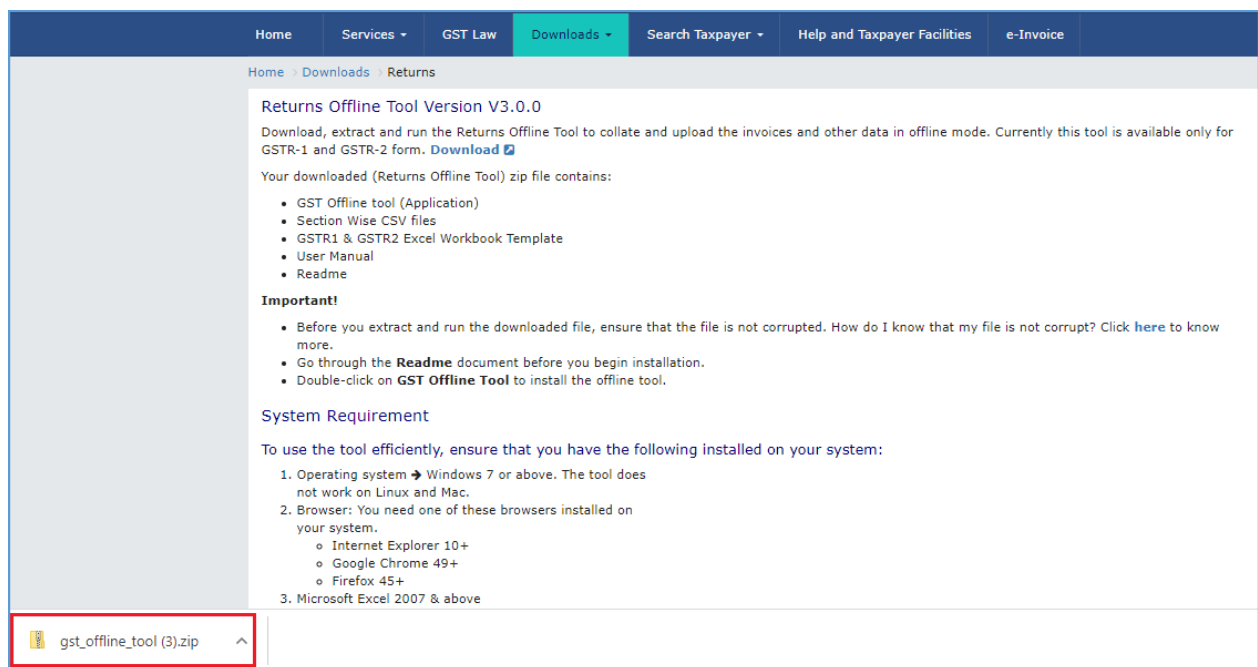 Home Services GST Law Downloads Search Taxpayer Help and Taxpayer Facilities e-Invoice
Home > Downloads > Returns
Returns Offline Tool Version V3.0.0
Download, extract and run the Returns Offline Tool to collate and upload the invoices and other data in offline mode. Currently this tool is available only for
GSTR-1 and GSTR-2 form. Download
Your downloaded (Returns Offline Tool) zip file contains:
• GST Offline tool (Application)
• Section Wise CSV files
• GSTR1 & GSTR2 Excel Workbook Template
• User Manual
• Readme
Important!
• Before you extract and run the downloaded file, ensure that the file is not corrupted. How do I know that my file is not corrupt? Click here to know
more.
• Go through the Readme document before you begin installation.
• Double-click on GST Offline Tool to install the offline tool.
System Requirement
To use the tool efficiently, ensure that you have the following installed on your system:
1. Operating system → Windows 7 or above. The tool does
not work on Linux and Mac.
2. Browser: You need one of these browsers installed on
your system.
o Internet Explorer 10+
o Google Chrome 49+
o Firefox 45+
3. Microsoft Excel 2007 & above
gst_offline_tool (3).zip